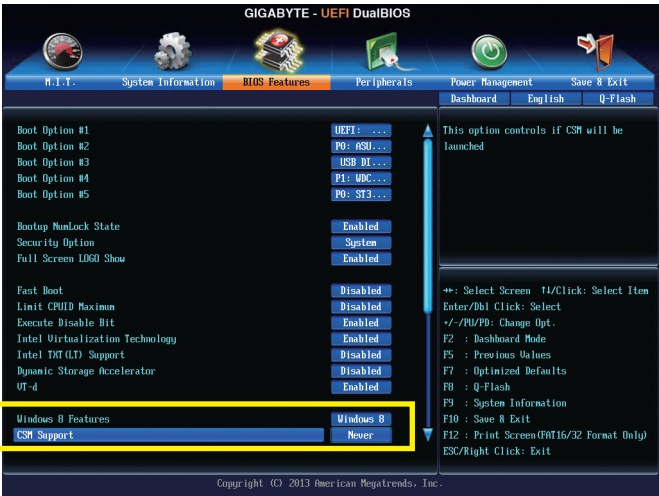 GIGABYTE - UEFI DualBIOS
M.I.T. System Information BIOS Features Peripherals Power Management Save & Exit
Dashboard English Q-Flash
Boot Option #1 UEFI: ...
Boot Option #2 P0: ASU...
Boot Option #3 USB DI...
Boot Option #4 P1: WDC...
Boot Option #5 P0: ST3...
Bootup NumLock State Enabled
Security Option System
Full Screen LOGO Show Enabled
Fast Boot Disabled
Limit CPUID Maximum Disabled
Execute Disable Bit Enabled
Intel Virtualization Technology Enabled
Intel TXT(LT) Support Disabled
Dynamic Storage Accelerator Disabled
VT-d Enabled
Windows 8 Features Windows 8
CSM Support Never
This option controls if CSM will be
launched
→←: Select Screen ↑↓/Click: Select Item
Enter/Dbl Click: Select
+/-/PU/PD: Change Opt.
F2 : Dashboard Mode
F5 : Previous Values
F7 : Optimized Defaults
F8 : Q-Flash
F9 : System Information
F10 : Save & Exit
F12 : Print Screen(FAT16/32 Format Only)
ESC/Right Click: Exit
Copyright (C) 2013 American Megatrends, Inc.